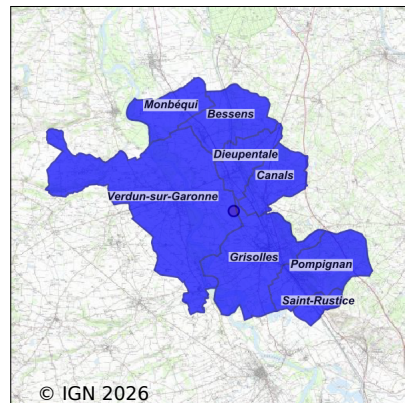 Monbéqui
Bessens
Dieupentale
Canals
Verdun-sur-Garonne
Grisolles
Pompignan
Saint-Rustice
© IGN 2026